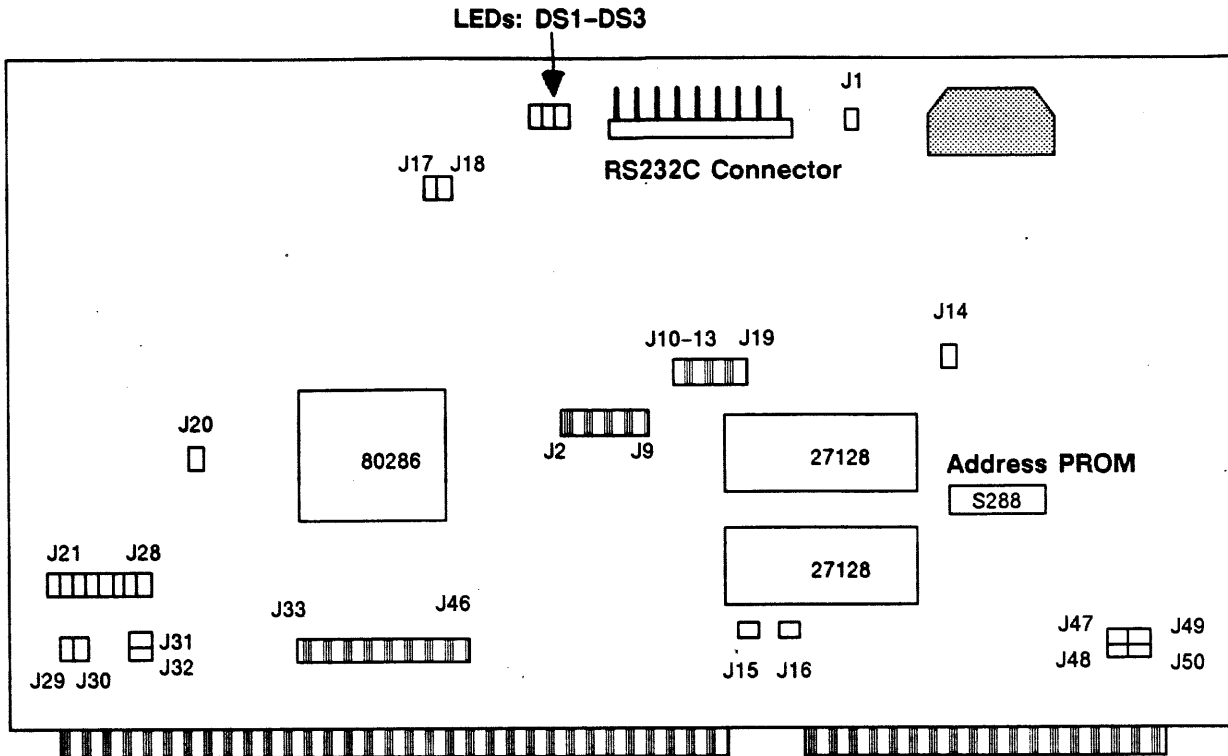 LEDs: DS1–DS3
J1
J17 J18
RS232C Connector
J14
J10–13 J19
J20
J2 J9
80286
27128
Address PROM
S288
J21 J28
27128
J33 J46
J31
J32
J29 J30
J15 J16
J47 J49
J48 J50